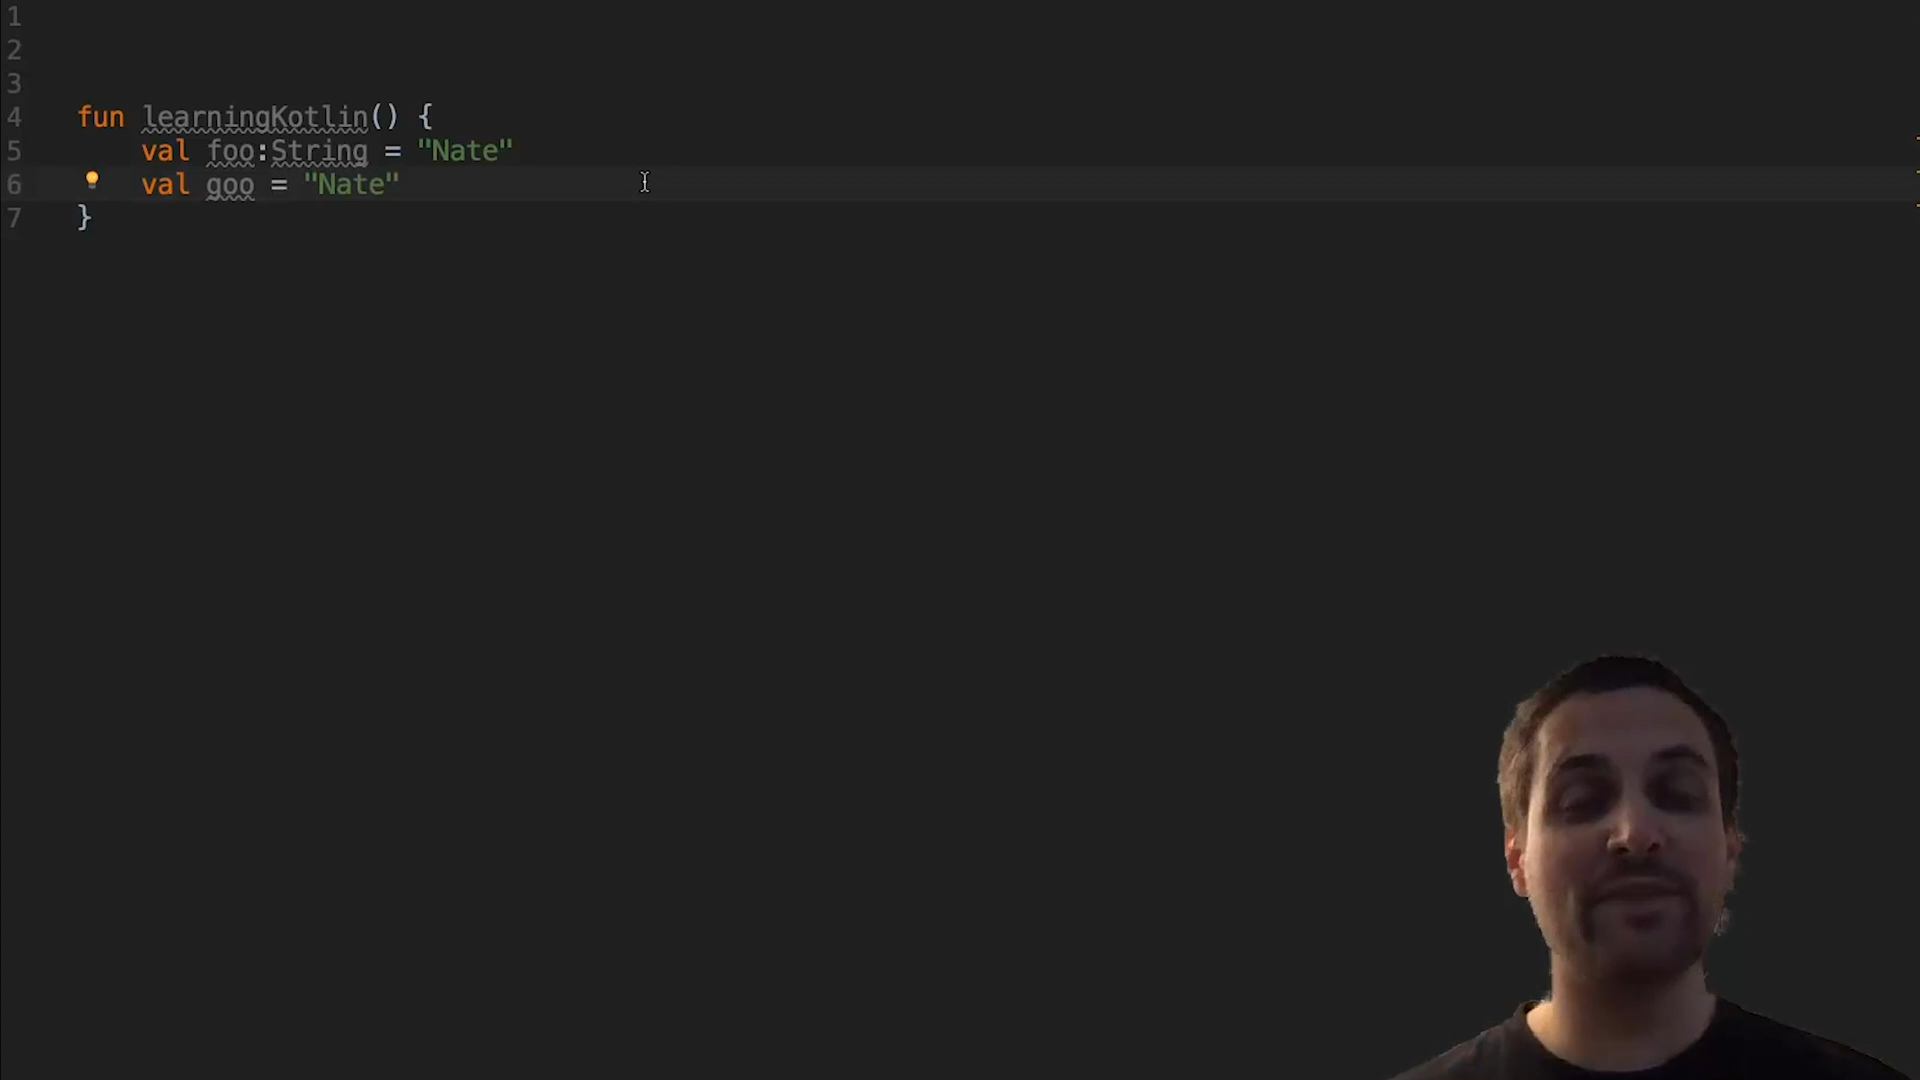 1
2
3
4 fun learningKotlin() {
5 val foo:String = "Nate"
6 val goo = "Nate"
7 }